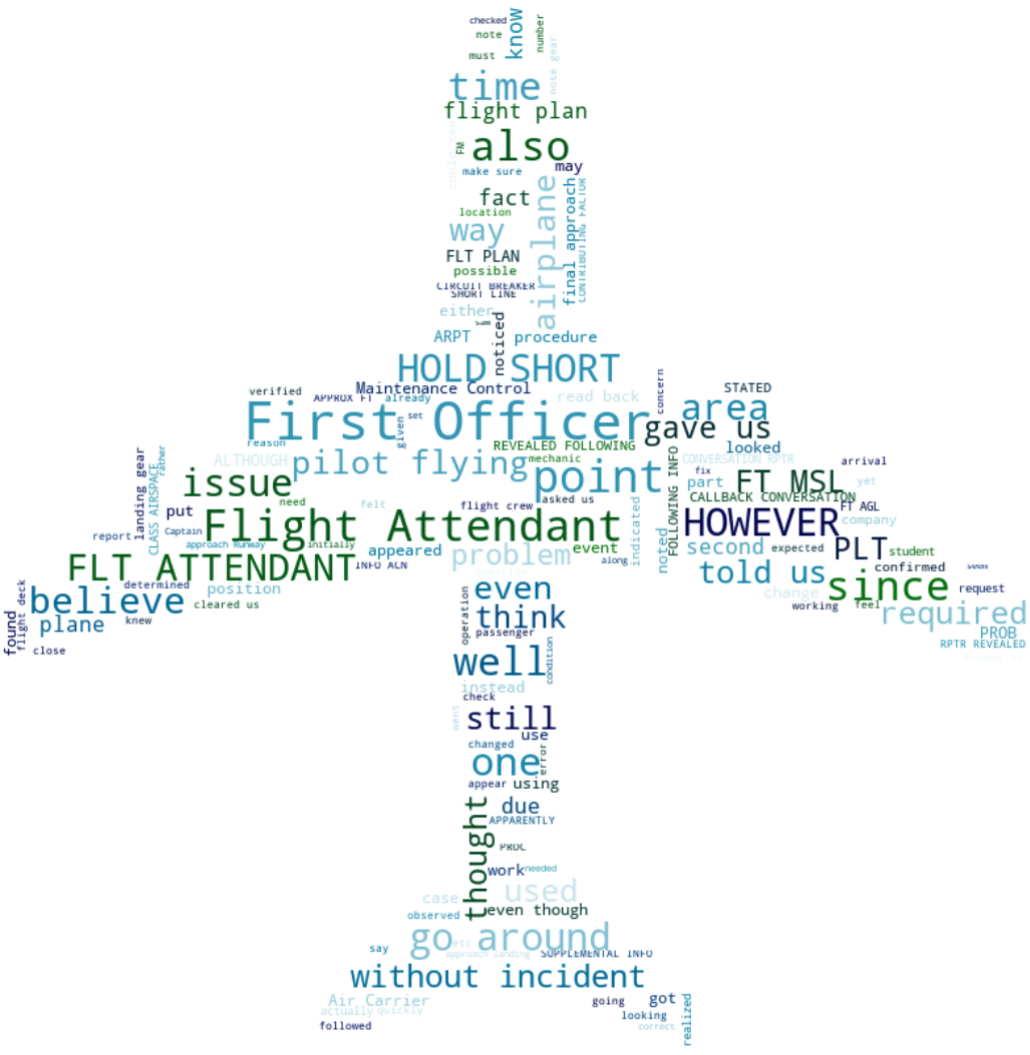 checked
know
number
note
must
nose gear
time
flight plan
also
FM
may
make sure
airplane
final approach
CONTRIBUTING FACTOR
fact
location
way
FLT PLAN
possible
CIRCUIT BREAKER
SHORT LINE
either
noticed
ARPT
procedure
HOLD SHORT
Maintenance Control
concern
STATED
verified
APPROX FT
already
read back
area
First Officer
given
set
gave us
reason
REVEALED FOLLOWING
looked
landing gear
rather
ALTHOUGH
pilot flying
mechanic
FOLLOWING INFO
CONVERSATION RPTR
arrival
CLASS AIRSPACE
issue
point
fix
part
FT MSL
yet
need
felt
asked us
CALLBACK CONVERSATION
put
flight crew
indicated
FT AGL
report
Captain
Flight Attendant
HOWEVER
company
approach Runway
initially
appeared
problem
event
noted
second
expected
PLT
student
FLT ATTENDANT
INFO ACN
along
told us
confirmed
found
flight deck
believe
determined
position
even
change
since
request
cleared us
operation
think
working
feel
required
plane
knew
passenger
PROB
close
well
condition
RPTR REVEALED
instead
check
went
still
use
changed
error
one
appear
using
thought
due
APPARENTLY
PROC
work
needed
case
used
observed
even though
go around
etc
say
approach landing
SUPPLEMENTAL INFO
without incident
Air Carrier
going
got
realized
actually
quickly
looking
followed
correct